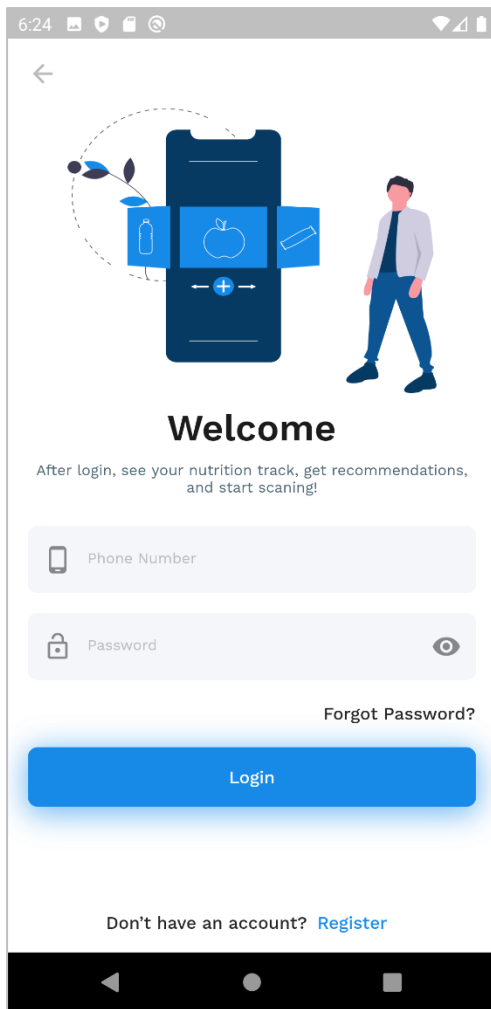 6:24
Welcome
After login, see your nutrition track, get recommendations,
and start scaning!
Phone Number
Password
Forgot Password?
Login
Don’t have an account? Register